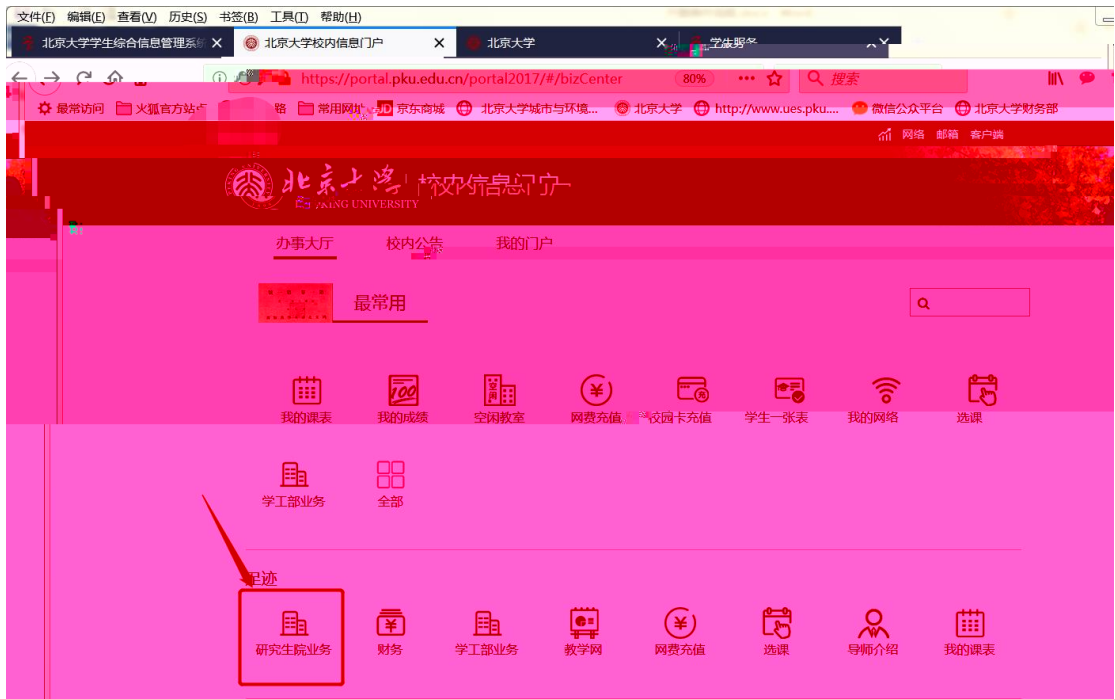 文件(F) 编辑(E) 查看(V) 历史(S) 书签(B) 工具(T) 帮助(H)
北京大学学生综合信息管理系统 北京大学校内信息门户 北京大学
https://portal.pku.edu.cn/portal2017/#/bizCenter 80% 搜索
最常访问 火狐官方站点 常用网址 京东商城 北京大学城市与环境... 北京大学 http://www.ues.pku.... 微信公众平台 北京大学财务部
网络 邮箱 客户端
北京大学 校内信息门户
UNIVERSITY
办事大厅 校内公告 我的门户
最常用
我的课表 我的成绩 空闲教室 网费充值 校园卡充值 学生一张表 我的网络 选课
学工部业务 全部
足迹
研究生院业务 财务 学工部业务 教学网 网费充值 选课 导师介绍 我的课表